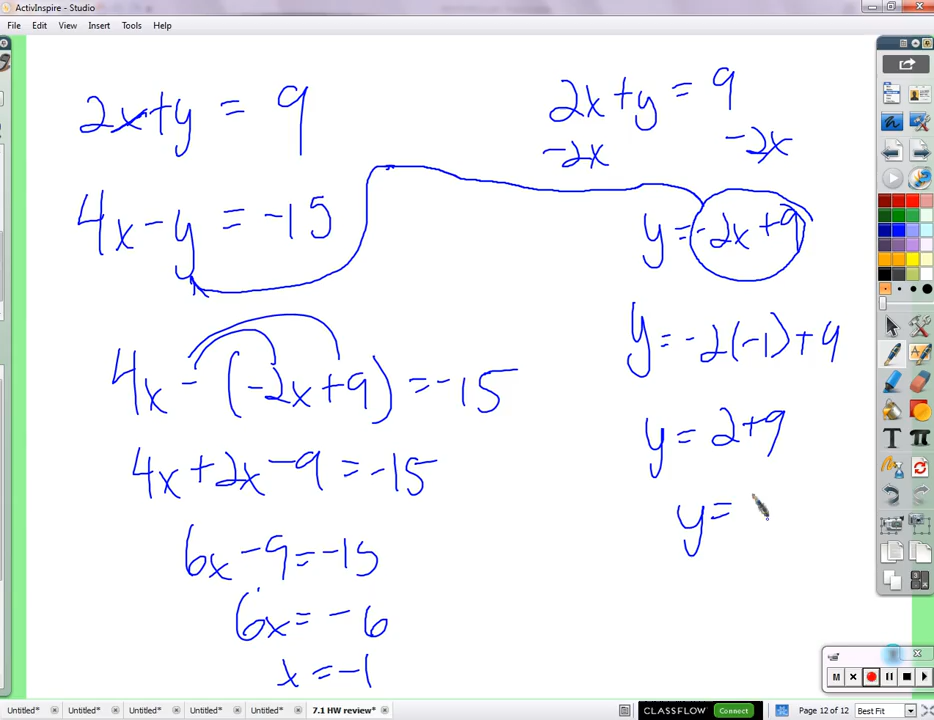 ActivInspire - Studio
File Edit View Insert Tools Help
2x+y = 9
4x-y = -15
4x-(-2x+9) = -15
4x+2x-9 = -15
6x-9=-15
6x= -6
x=-1
2x+y = 9
-2x -2x
y=-2x+9
y=-2(-1)+9
y= 2+9
y=
M
Untitled* Untitled* Untitled* Untitled* Untitled* 7.1 HW review* CLASSFLOW Connect Page 12 of 12 Best Fit